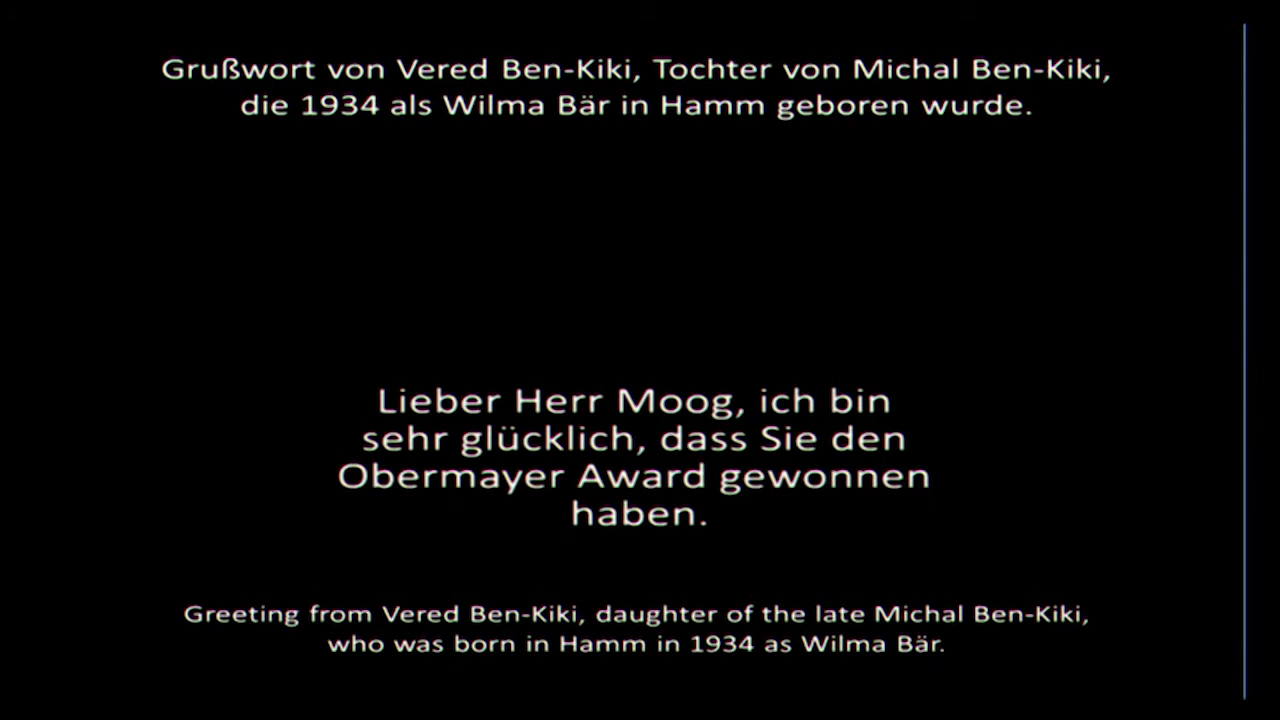 Grußwort von Vered Ben-Kiki, Tochter von Michal Ben-Kiki,
die 1934 als Wilma Bär in Hamm geboren wurde.
Lieber Herr Moog, ich bin
sehr glücklich, dass Sie den
Obermayer Award gewonnen
haben.
Greeting from Vered Ben-Kiki, daughter of the late Michal Ben-Kiki,
who was born in Hamm in 1934 as Wilma Bär.